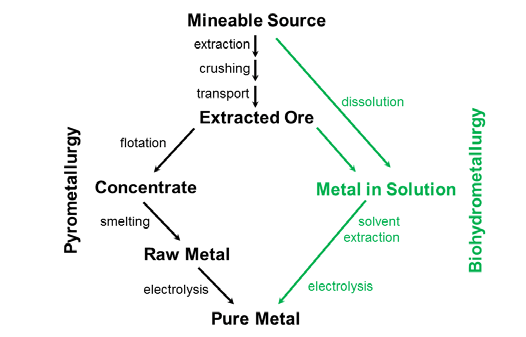 Mineable Source
extraction
crushing
transport
dissolution
Extracted Ore
flotation
Pyrometallurgy
Biohydrometallurgy
Concentrate
Metal in Solution
smelting
solvent
extraction
Raw Metal
electrolysis
electrolysis
Pure Metal